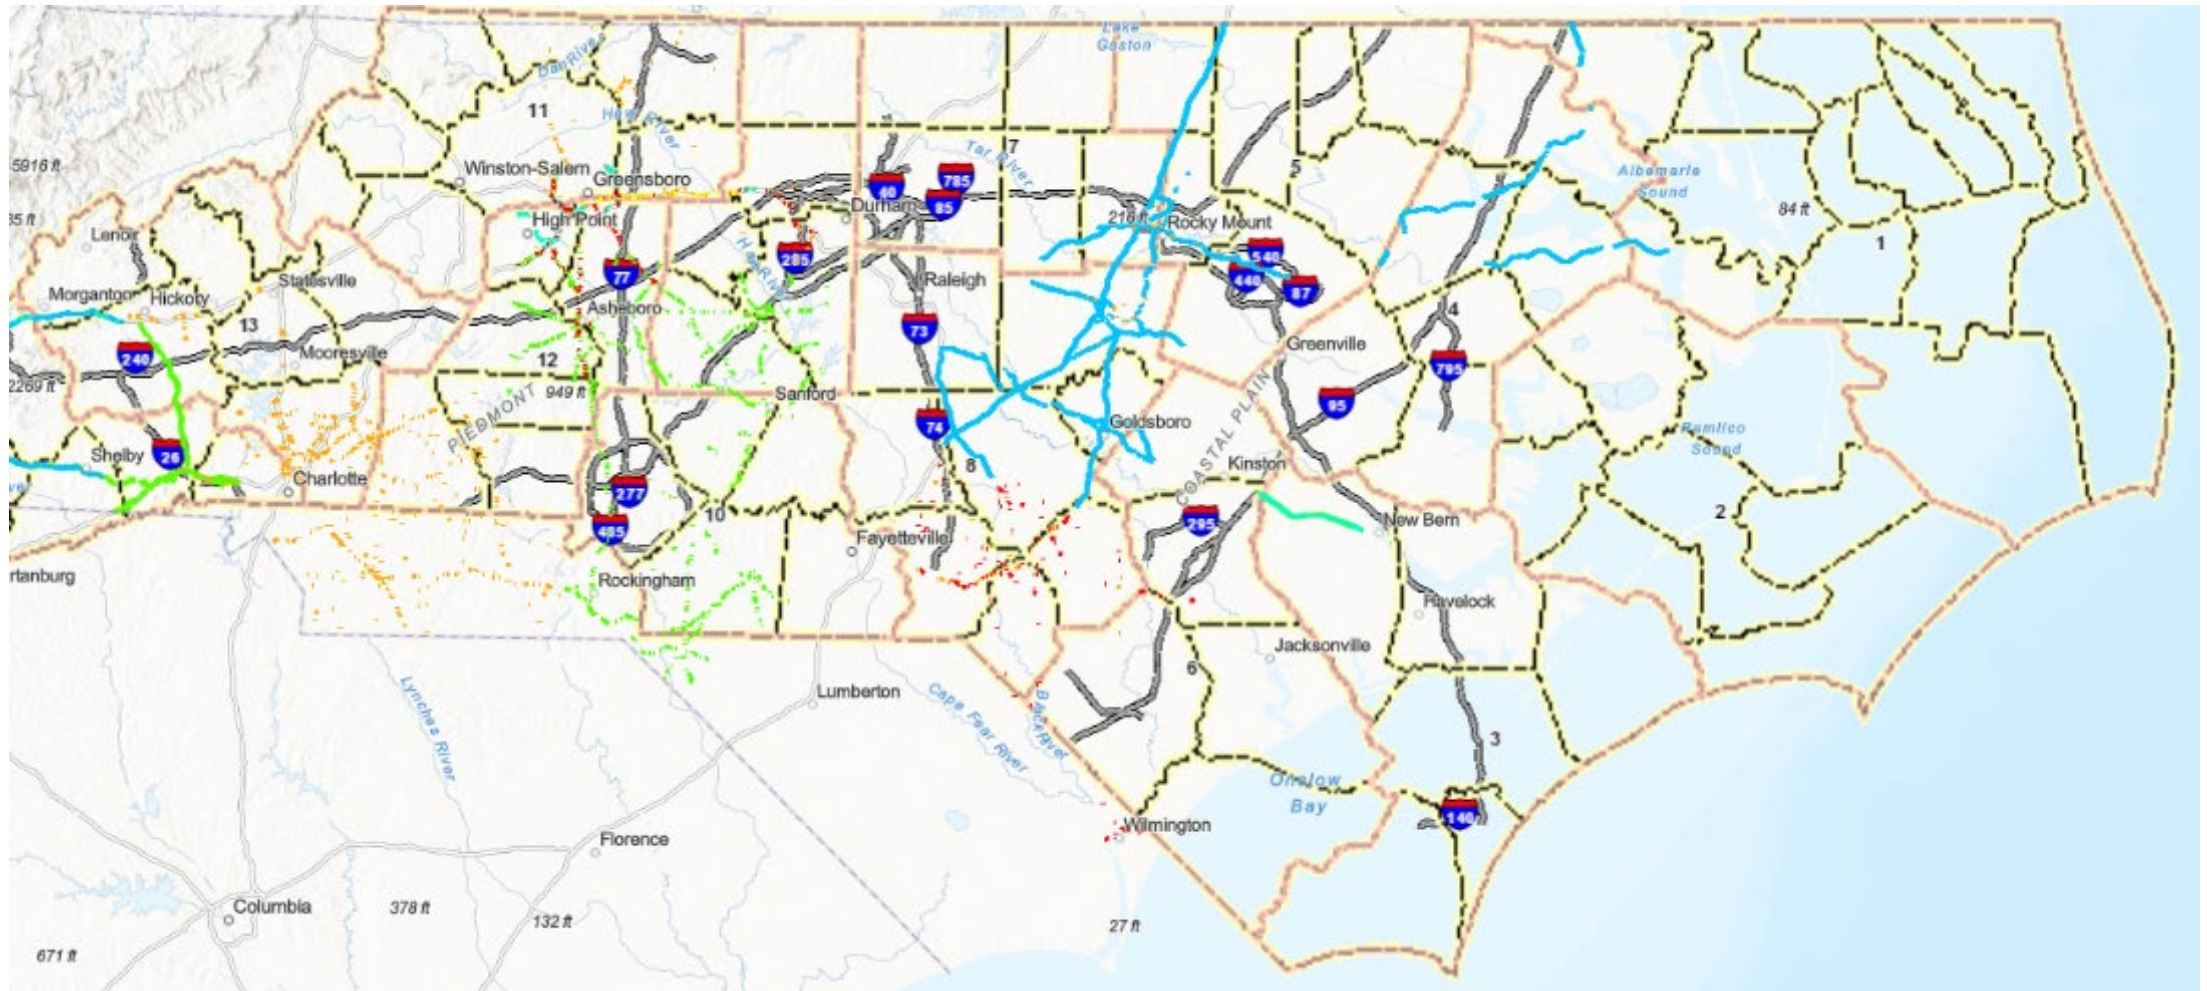 Lake
Gaston
Dan River
11
Haw River
5916 ft
Winston-Salem
Greensboro
7
Tar River
5
785
40
85
Albemarle
Sound
35 ft
High Point
Durham
216 ft
Rocky Mount
84 ft
Lenoir
1
285
Haw River
540
440
87
77
Statesville
Raleigh
Morganton
Hickory
Asheboro
4
13
73
240
Mooresville
12
Greenville
795
2269 ft
949 ft
Sanford
95
PIEDMONT
74
Goldsboro
COASTAL PLAIN
Pamlico
Sound
Shelby
26
8
Kinston
Charlotte
277
10
295
2
485
New Bern
Fayetteville
rtanburg
Rockingham
Havelock
Jacksonville
6
Lynches River
Lumberton
Cape Fear River
Black River
3
Onslow
Bay
140
Wilmington
Florence
Columbia
378 ft
132 ft
27 ft
671 ft